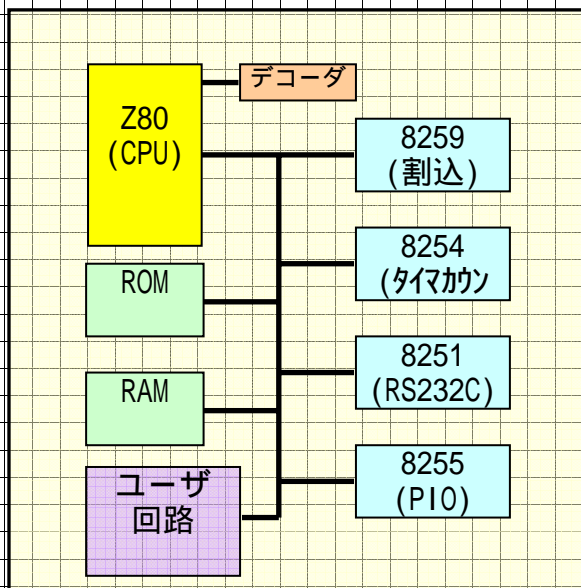 Z80
(CPU)
デコーダ
8259
(割込)
8254
(タイマカウン
ROM
8251
(RS232C)
RAM
8255
(PIO)
ユーザ
回路